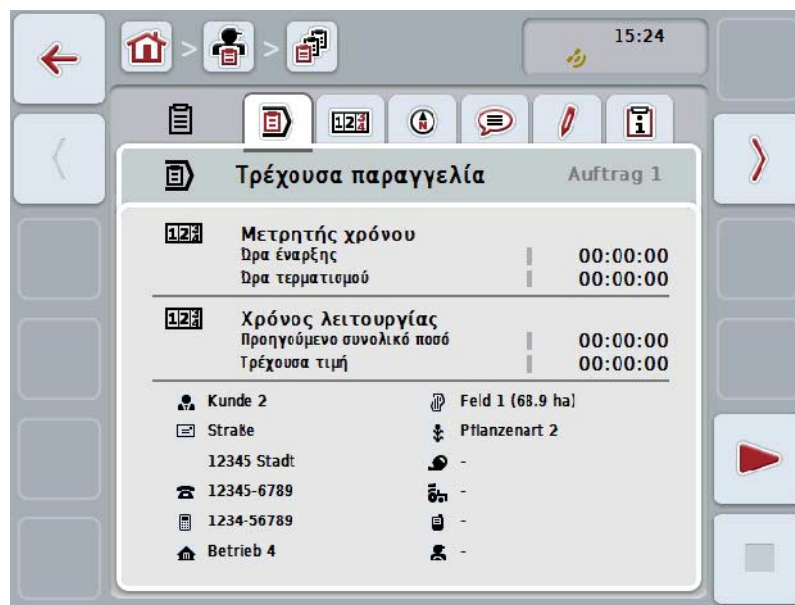 15:24
Τρέχουσα παραγγελία Auftrag 1
Μετρητής χρόνου
Ώρα έναρξης 00:00:00
Ώρα τερματισμού 00:00:00
Χρόνος λειτουργίας
Προηγούμενο συνολικό ποσό 00:00:00
Τρέχουσα τιμή 00:00:00
Kunde 2 Feld 1 (68.9 ha)
Straße Pflanzenart 2
12345 Stadt -
12345-6789 -
1234-56789 -
Betrieb 4 -